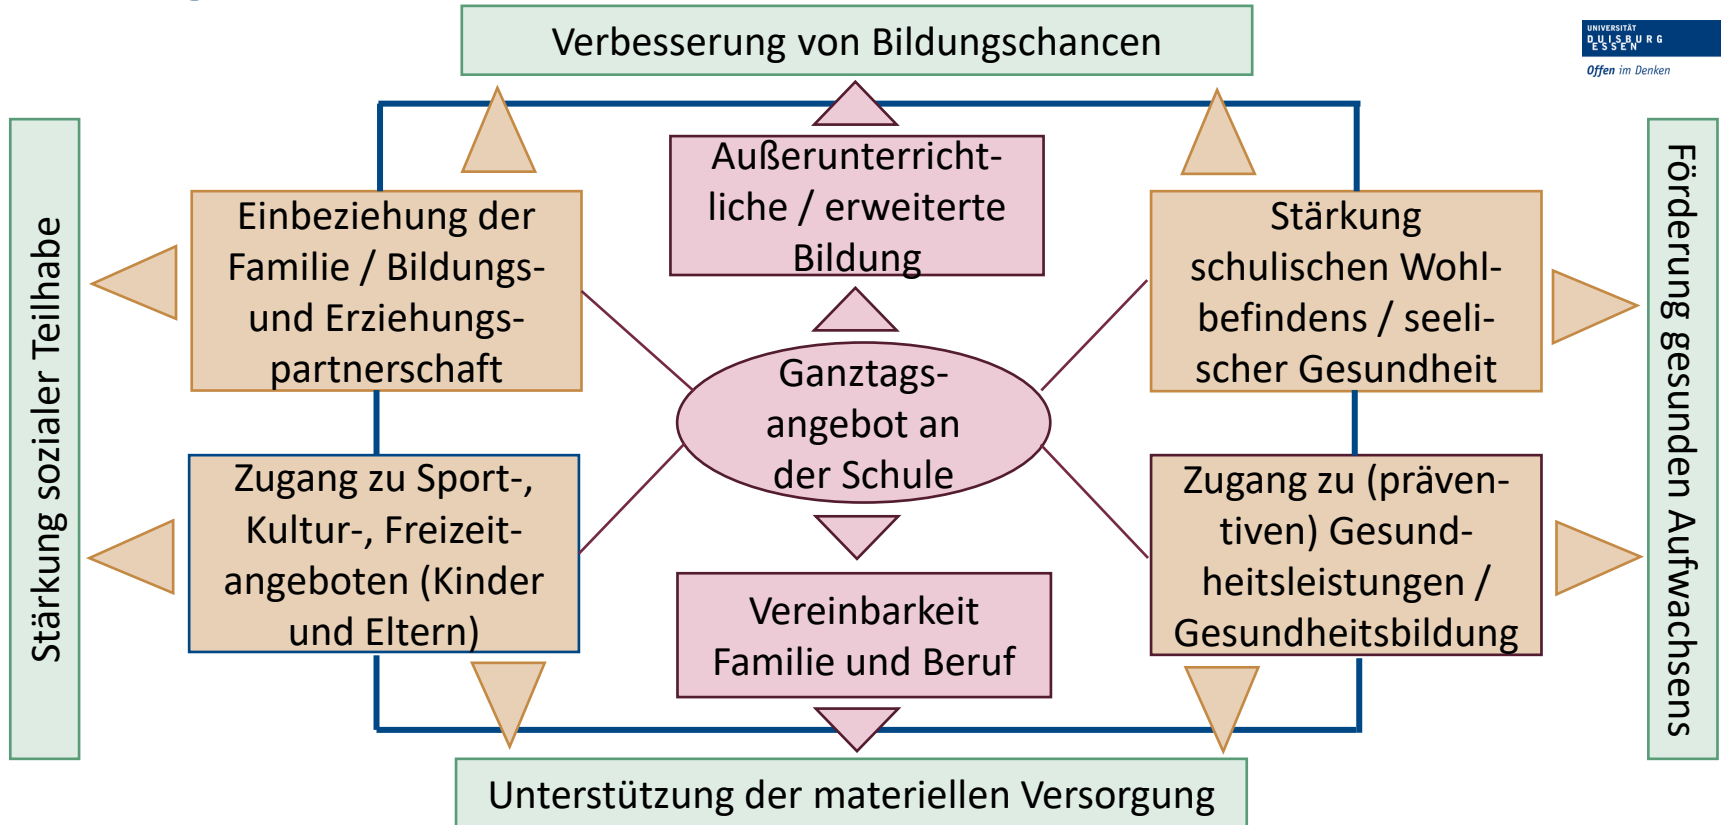 Verbesserung von Bildungschancen
UNIVERSITÄT
DUISBURG
ESSEN
Offen im Denken
Stärkung sozialer Teilhabe
Einbeziehung der
Familie / Bildungs-
und Erziehungs-
partnerschaft
Außerunterricht-
liche / erweiterte
Bildung
Stärkung
schulischen Wohl-
befindens / seeli-
scher Gesundheit
Förderung gesunden Aufwachsens
Ganztags-
angebot an
der Schule
Zugang zu Sport-,
Kultur-, Freizeit-
angeboten (Kinder
und Eltern)
Vereinbarkeit
Familie und Beruf
Zugang zu (präven-
tiven) Gesund-
heitsleistungen /
Gesundheitsbildung
Unterstützung der materiellen Versorgung